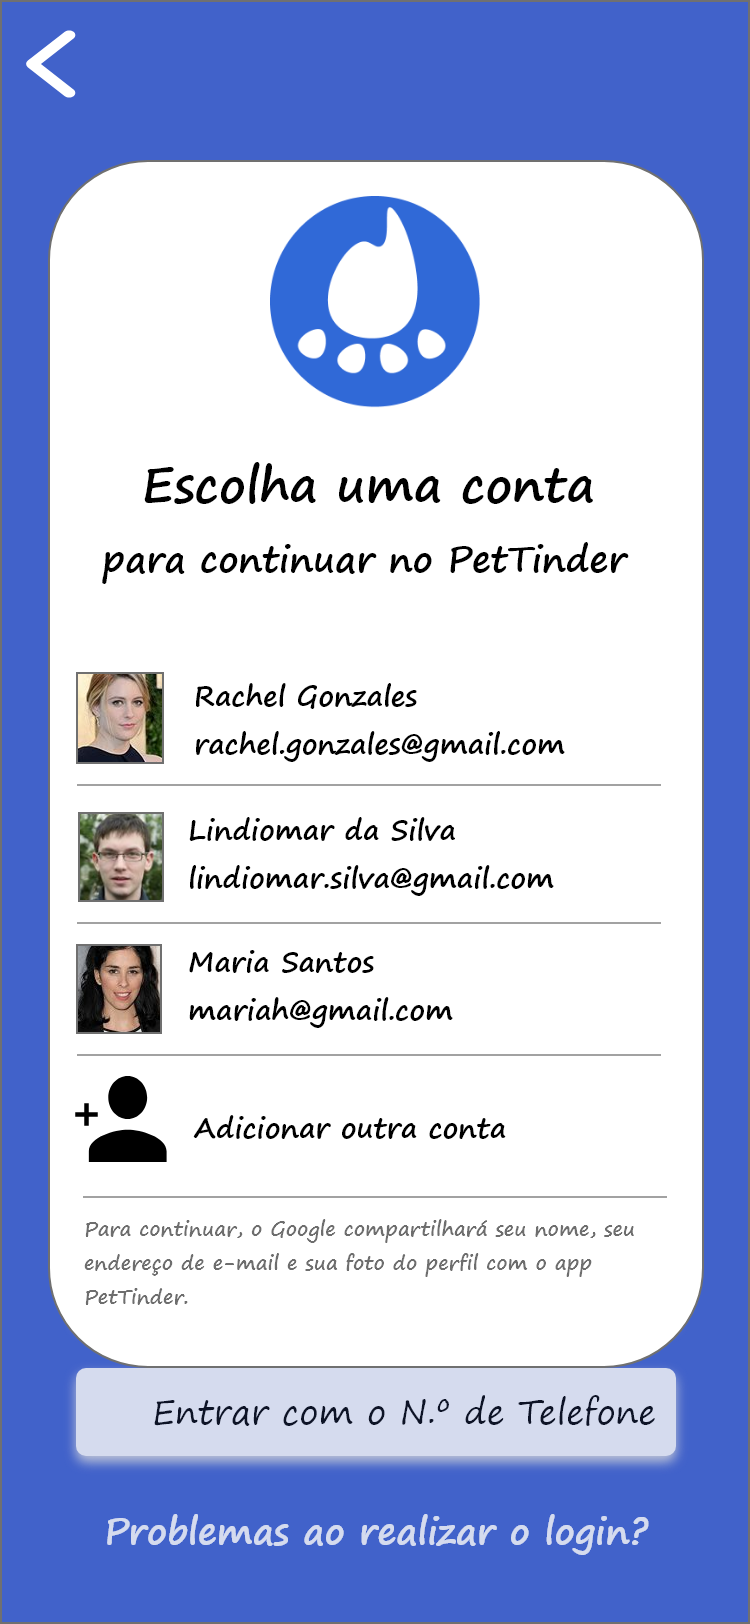 Escolha uma conta
para continuar no PetTinder
Rachel Gonzales
rachel.gonzales@gmail.com
Lindiomar da Silva
lindiomar.silva@gmail.com
Maria Santos
mariah@gmail.com
Adicionar outra conta
Para continuar, o Google compartilhará seu nome, seu
endereço de e-mail e sua foto do perfil com o app
PetTinder.
Entrar com o N.º de Telefone
Problemas ao realizar o login?